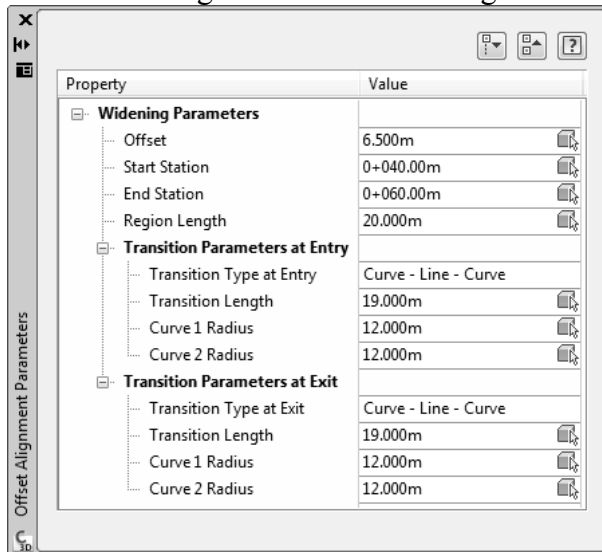 Property Value
Widening Parameters
Offset 6.500m
Start Station 0+040.00m
End Station 0+060.00m
Region Length 20.000m
Transition Parameters at Entry
Transition Type at Entry Curve - Line - Curve
Transition Length 19.000m
Curve 1 Radius 12.000m
Curve 2 Radius 12.000m
Transition Parameters at Exit
Transition Type at Exit Curve - Line - Curve
Transition Length 19.000m
Curve 1 Radius 12.000m
Curve 2 Radius 12.000m
Offset Alignment Parameters
C 3D